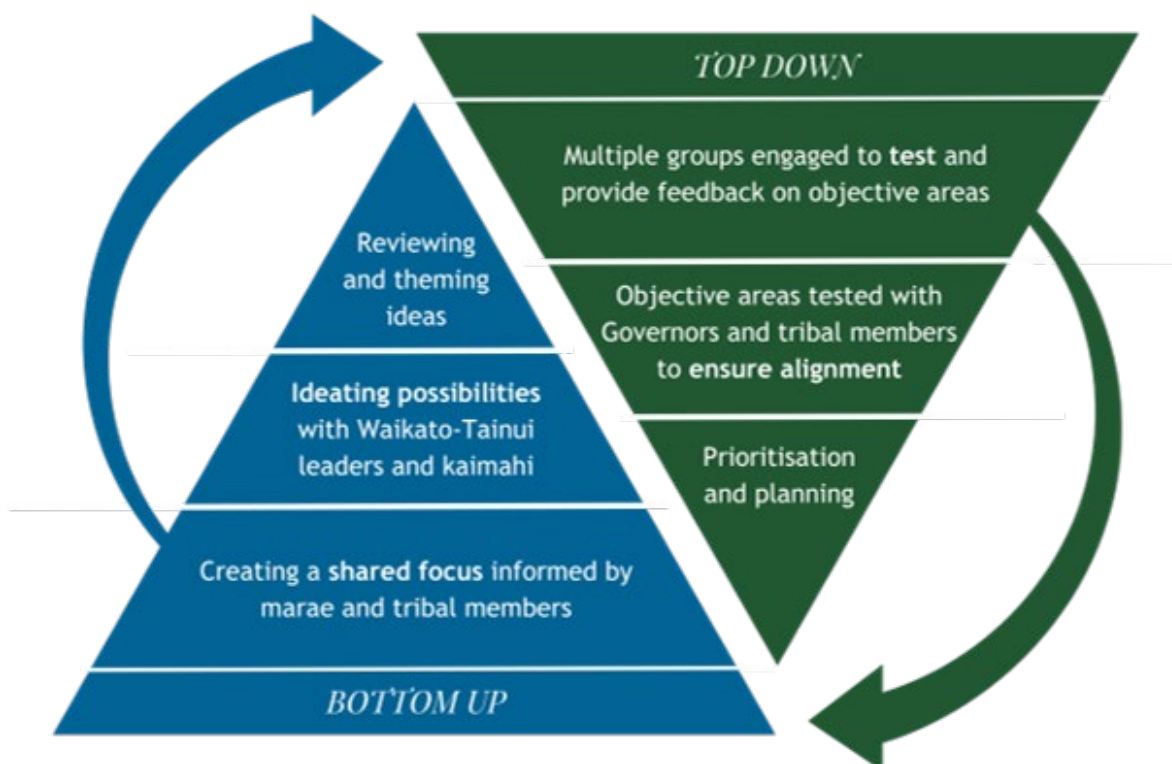 TOP DOWN
Multiple groups engaged to test and
provide feedback on objective areas
Objective areas tested with
Governors and tribal members
to ensure alignment
Prioritisation
and planning
Reviewing
and theming
ideas
Ideating possibilities
with Waikato-Tainui
leaders and kaimahi
Creating a shared focus informed by
marae and tribal members
BOTTOM UP